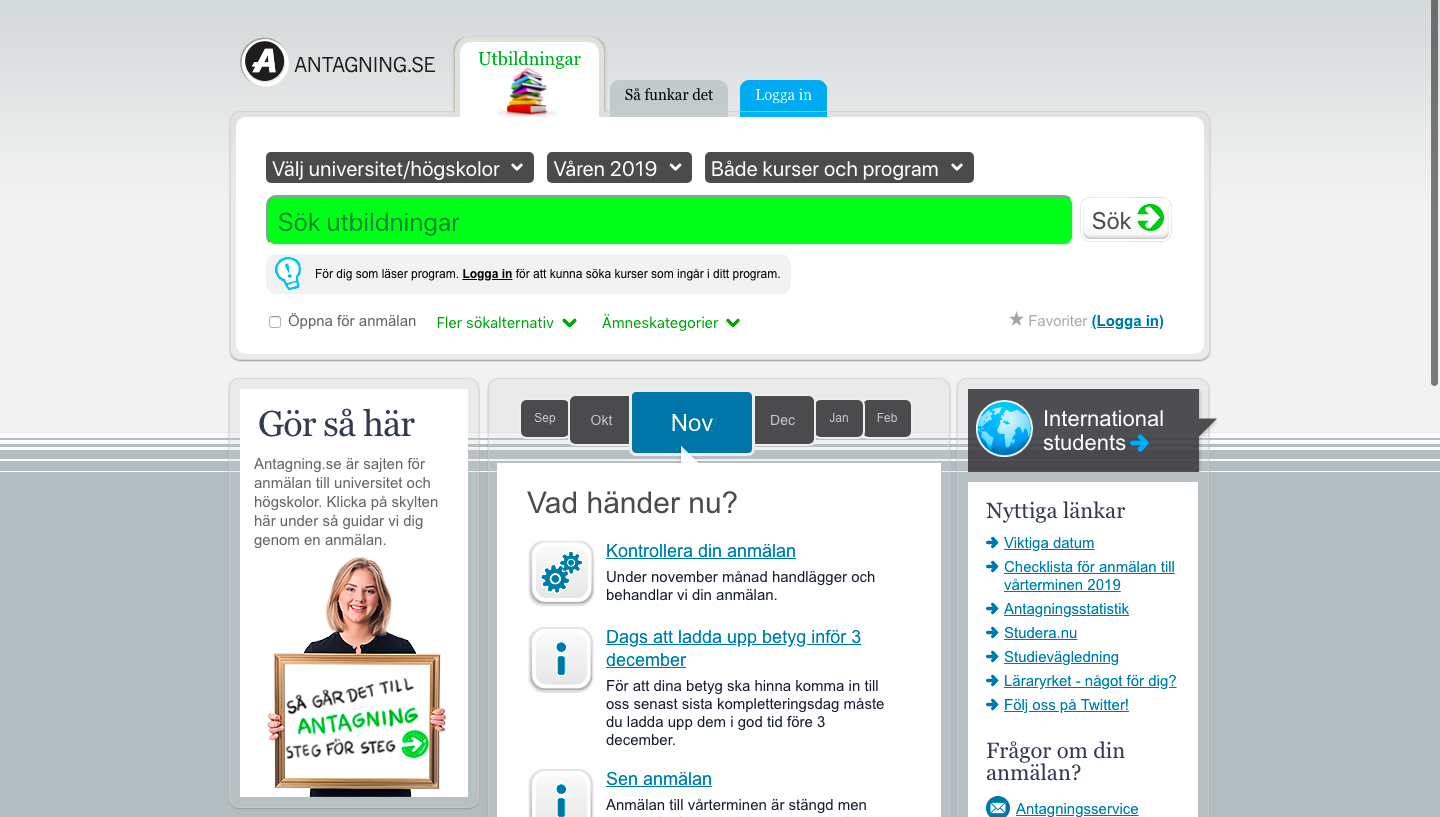 ANTAGNING.SE
Utbildningar
Så funkar det
Logga in
Välj universitet/högskolor
Våren 2019
Både kurser och program
Sök utbildningar
Sök
För dig som läser program. Logga in för att kunna söka kurser som ingår i ditt program.
Öppna för anmälan
Fler sökalternativ
Ämneskategorier
Favoriter (Logga in)
Gör så här
Antagning.se är sajten för
anmälan till universitet och
högskolor. Klicka på skylten
här under så guidar vi dig
genom en anmälan.
SÅ GÅR DET TILL
ANTAGNING
STEG FÖR STEG
Sep
Okt
Nov
Dec
Jan
Feb
Vad händer nu?
Kontrollera din anmälan
Under november månad handlägger och
behandlar vi din anmälan.
Dags att ladda upp betyg inför 3
december
För att dina betyg ska hinna komma in till
oss senast sista kompletteringsdag måste
du ladda upp dem i god tid före 3
december.
Sen anmälan
Anmälan till vårterminen är stängd men
International
students
Nyttiga länkar
Viktiga datum
Checklista för anmälan till
vårterminen 2019
Antagningsstatistik
Studera.nu
Studievägledning
Läraryrket - något för dig?
Följ oss på Twitter!
Frågor om din
anmälan?
Antagningsservice